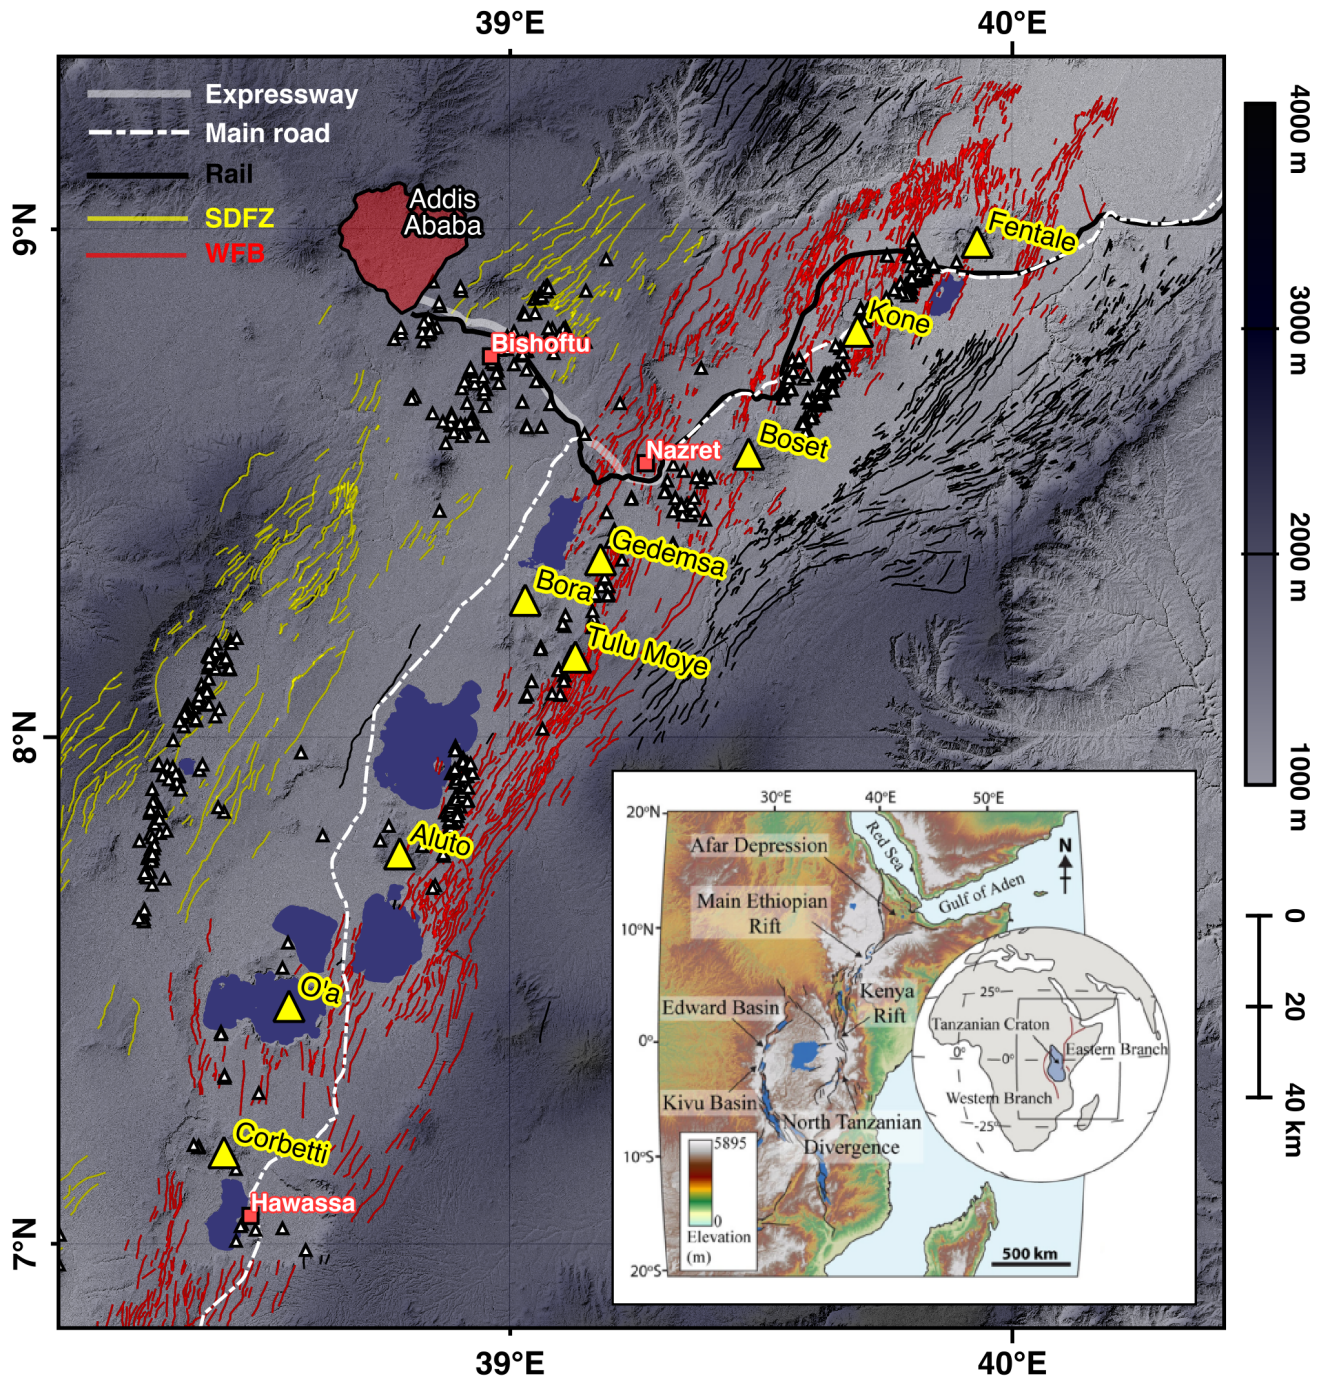 39°E
40°E
Expressway
Main road
Rail
SDFZ
WFB
Addis
Ababa
Fentale
Kone
Bishoftu
Boset
Nazret
Gedemsa
Bora
Tulu Moye
Aluto
O'a
Corbetti
Hawassa
9°N
8°N
7°N
39°E
40°E
4000 m
3000 m
2000 m
1000 m
0
20
40 km
30°E
40°E
50°E
20°N
10°N
0°
10°S
20°S
Afar Depression
Red Sea
N
Gulf of Aden
Main Ethiopian
Rift
Edward Basin
Kenya
Rift
Kivu Basin
North Tanzanian
Divergence
5895
0
Elevation
(m)
500 km
25°
Tanzanian Craton
Eastern Branch
0°
0°
Western Branch
-25°